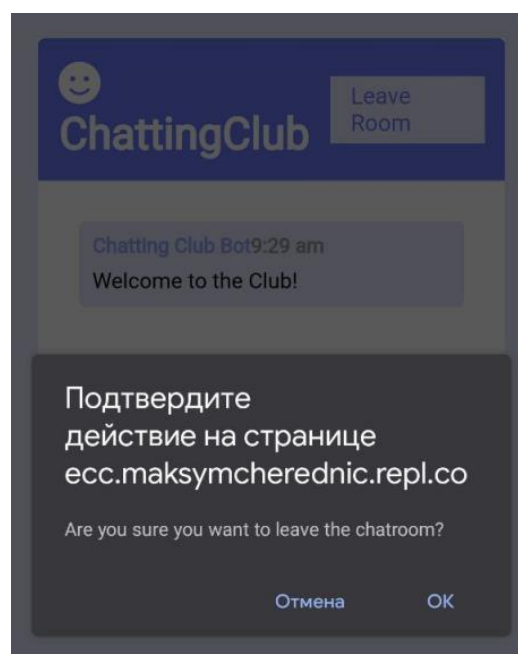 ChattingClub
Leave
Room
Chatting Club Bot9:29 am
Welcome to the Club!
Подтвердите
действие на странице
ecc.maksymcherednic.repl.co
Are you sure you want to leave the chatroom?
Отмена
ОК